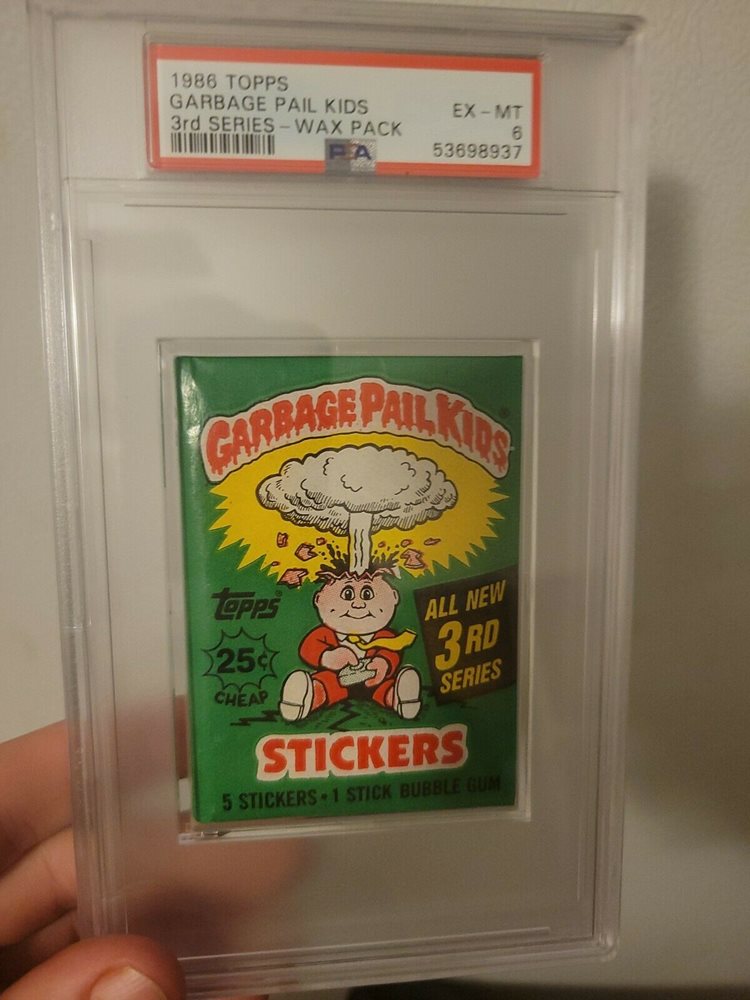 1986 TOPPS
GARBAGE PAIL KIDS
3rd SERIES - WAX PACK
EX - MT
6
53698937
PSA
GARBAGE PAIL KIDS®
topps®
25¢
CHEAP
ALL NEW
3RD
SERIES
STICKERS
5 STICKERS • 1 STICK BUBBLE GUM